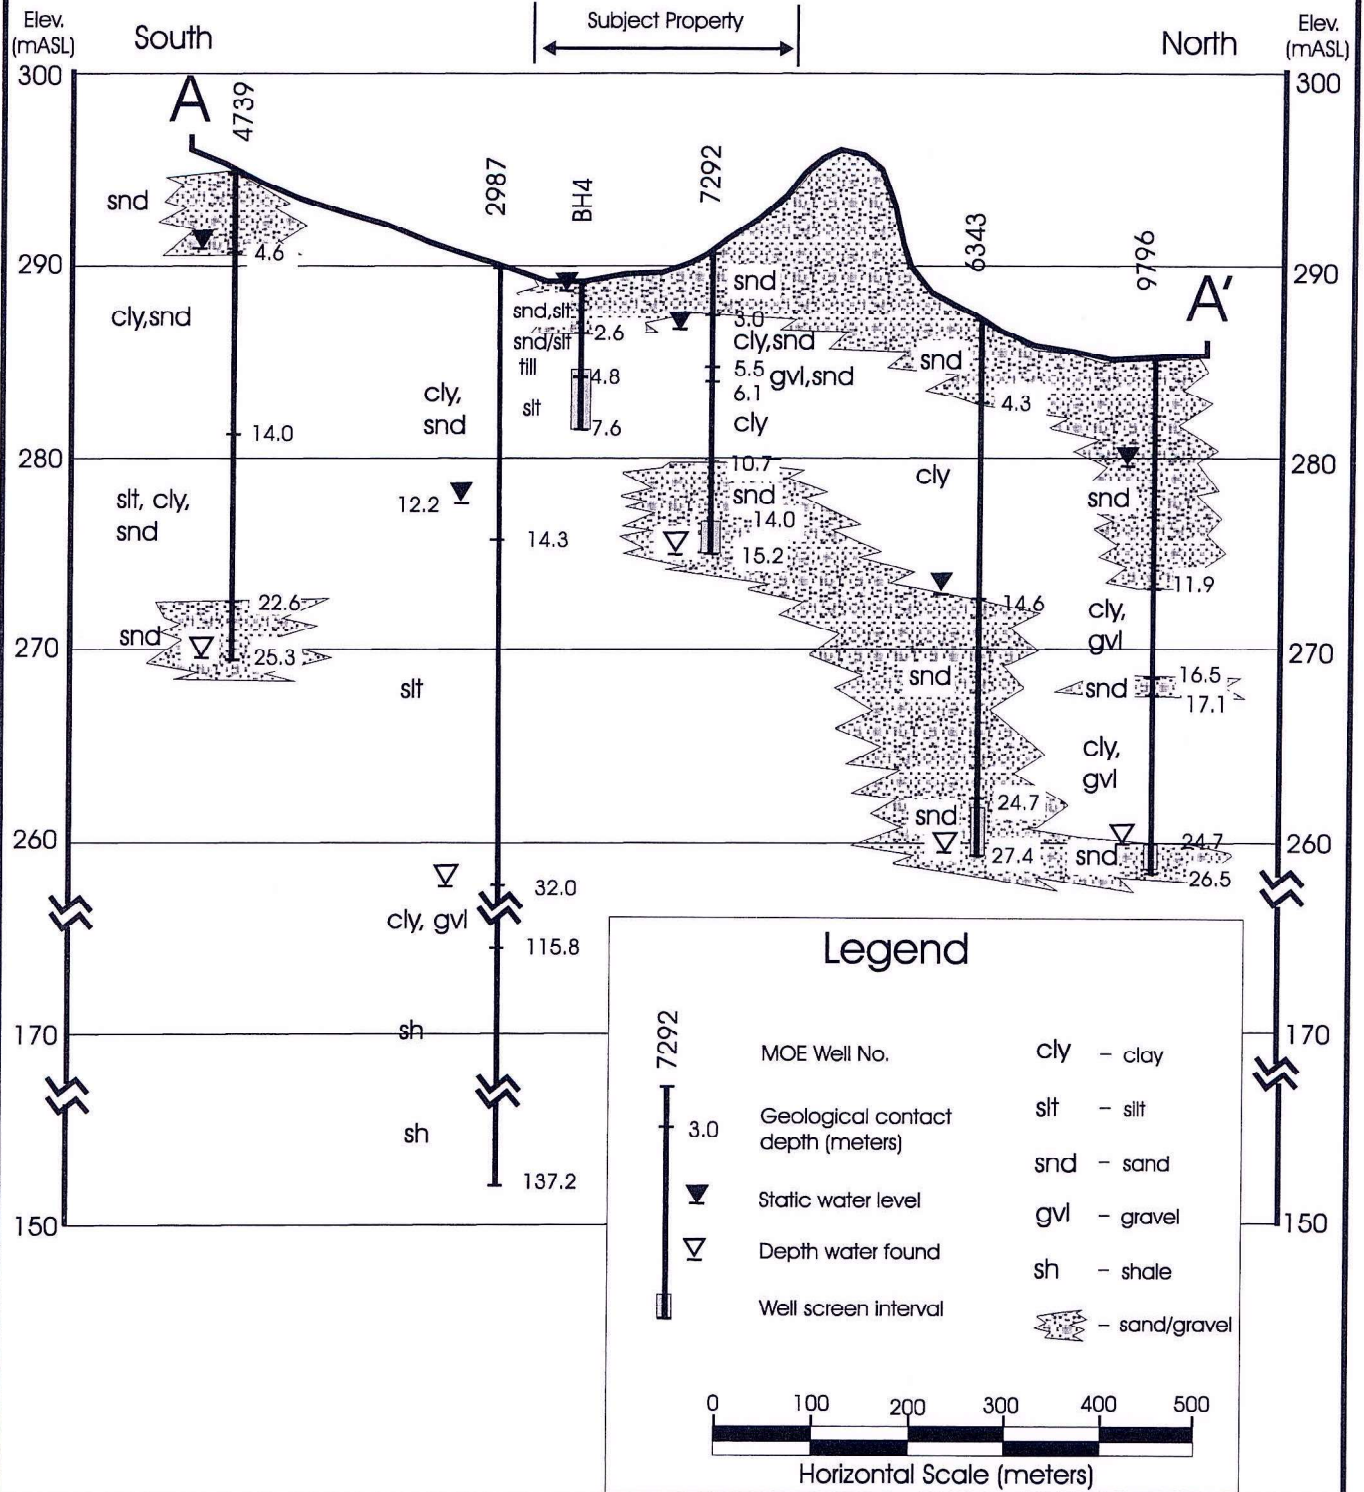 Elev.
(mASL)
South
Subject Property
North
Elev.
(mASL)
300
300
A
4739
2987
BH4
7292
6343
9796
A'
snd
4.6
290
290
cly,snd
snd,slt
2.6
snd/slt
till
4.8
slt
7.6
snd
3.0
cly,snd
5.5
gvl,snd
6.1
cly
snd
4.3
cly,
snd
14.0
280
280
10.7
snd
14.0
15.2
cly
snd
11.9
slt, cly,
snd
12.2
14.3
22.6
snd
25.3
14.6
cly,
gvl
270
270
slt
snd
16.5
snd
17.1
cly,
gvl
24.7
snd
27.4
260
260
24.7
snd
26.5
32.0
cly, gvl
115.8
170
170
sh
sh
137.2
150
150
Legend
7292
MOE Well No.
3.0
Geological contact
depth (meters)
Static water level
Depth water found
Well screen interval
cly – clay
slt – silt
snd – sand
gvl – gravel
sh – shale
– sand/gravel
0 100 200 300 400 500
Horizontal Scale (meters)